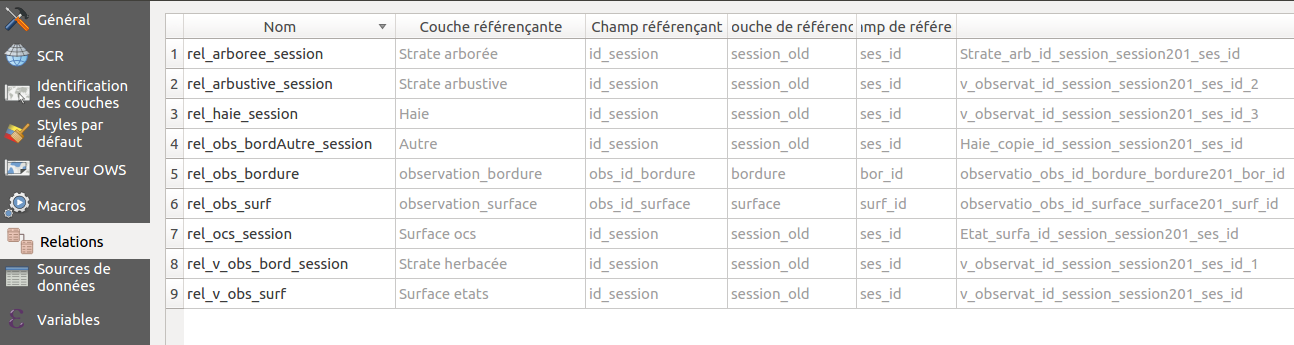 Général
SCR
Identification
des couches
Styles par
défaut
Serveur OWS
Macros
Relations
Sources de
données
Variables
Nom Couche référençante Champ référençant ouche de référenc mp de référe
1 rel_arboree_session Strate arborée id_session session_old ses_id Strate_arb_id_session_session201_ses_id
2 rel_arbustive_session Strate arbustive id_session session_old ses_id v_observat_id_session_session201_ses_id_2
3 rel_haie_session Haie id_session session_old ses_id v_observat_id_session_session201_ses_id_3
4 rel_obs_bordAutre_session Autre id_session session_old ses_id Haie_copie_id_session_session201_ses_id
5 rel_obs_bordure observation_bordure obs_id_bordure bordure bor_id observatio_obs_id_bordure_bordure201_bor_id
6 rel_obs_surf observation_surface obs_id_surface surface surf_id observatio_obs_id_surface_surface201_surf_id
7 rel_ocs_session Surface ocs id_session session_old ses_id Etat_surfa_id_session_session201_ses_id
8 rel_v_obs_bord_session Strate herbacée id_session session_old ses_id v_observat_id_session_session201_ses_id_1
9 rel_v_obs_surf Surface etats id_session session_old ses_id v_observat_id_session_session201_ses_id